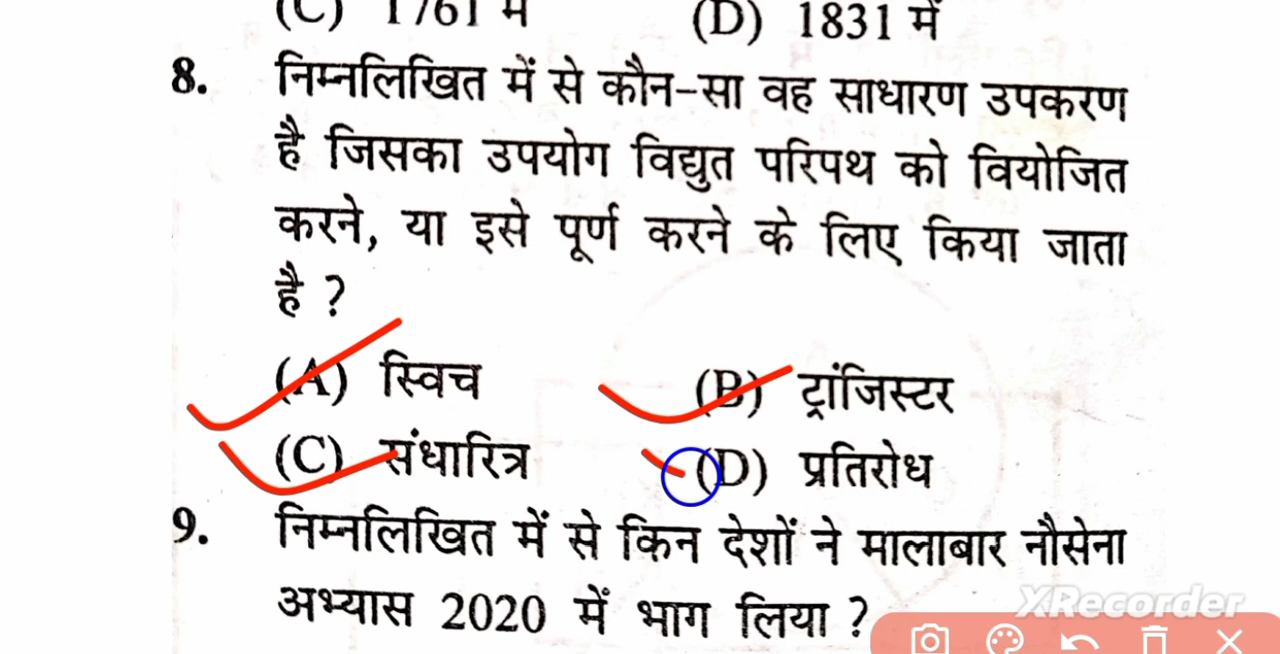 (C) 1761 में (D) 1831 में
8. निम्नलिखित में से कौन-सा वह साधारण उपकरण
है जिसका उपयोग विद्युत परिपथ को वियोजित
करने, या इसे पूर्ण करने के लिए किया जाता
है ?
(A) स्विच (B) ट्रांजिस्टर
(C) संधारित्र (D) प्रतिरोध
9. निम्नलिखित में से किन देशों ने मालाबार नौसेना
अभ्यास 2020 में भाग लिया ?
XRecorder